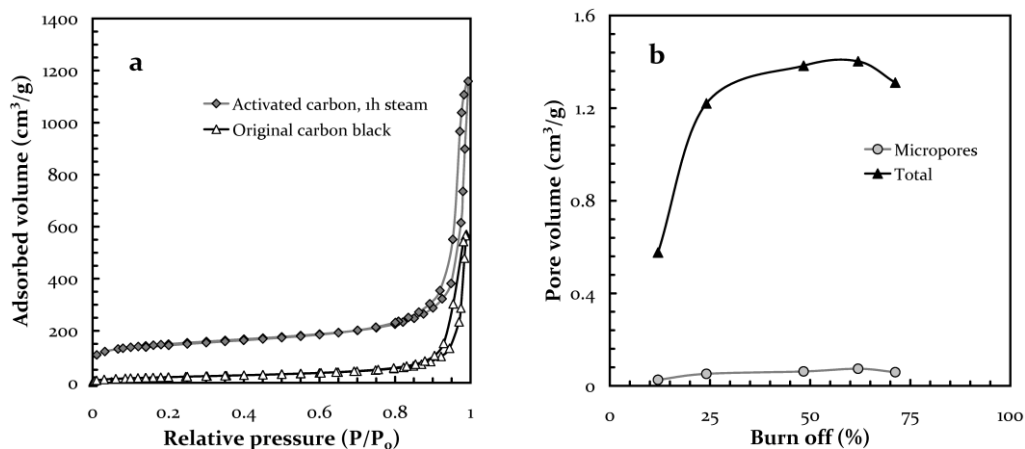 a
Adsorbed volume (cm³/g)
1400
1200
1000
800
600
400
200
0
Activated carbon, 1h steam
Original carbon black
0
0.2
0.4
0.6
0.8
1
Relative pressure (P/P₀)
b
Pore volume (cm³/g)
1.6
1.2
0.8
0.4
0
Micropores
Total
0
25
50
75
100
Burn off (%)